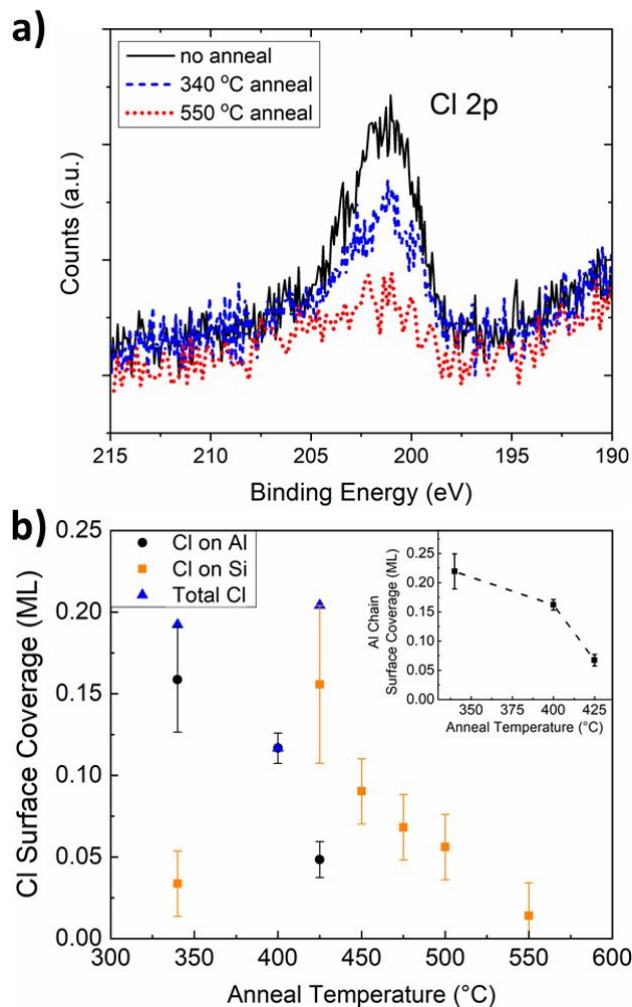 a)
no anneal
340 °C anneal
550 °C anneal
Cl 2p
Counts (a.u.)
215 210 205 200 195 190
Binding Energy (eV)
b)
Cl on Al
Cl on Si
Total Cl
Cl Surface Coverage (ML)
0.25
0.20
0.15
0.10
0.05
0.00
300 350 400 450 500 550 600
Anneal Temperature (°C)
Al Chain
Surface Coverage (ML)
0.25
0.20
0.15
0.10
0.05
0.00
350 375 400 425
Anneal Temperature (°C)